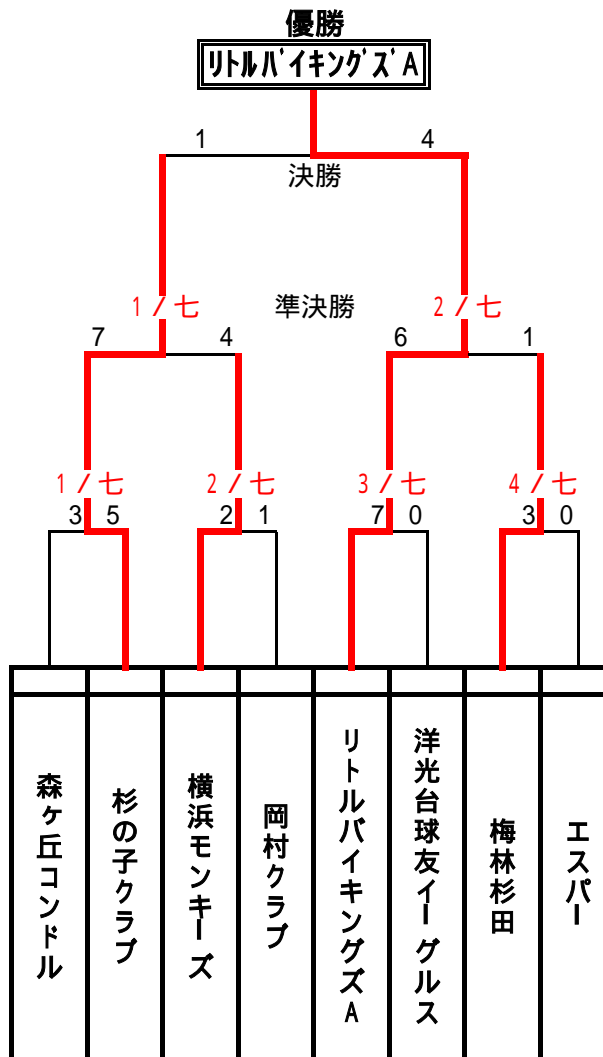 優勝
リトルバイキングズA
1 4
決勝
1/七 準決勝 2/七
7 4 6 1
1/七 2/七 3/七 4/七
3 5 2 1 7 0 3 0
森ヶ丘コンドル
杉の子クラブ
横浜モンキーズ
岡村クラブ
リトルバイキングズA
洋光台球友イーグルス
梅林杉田
エスパー